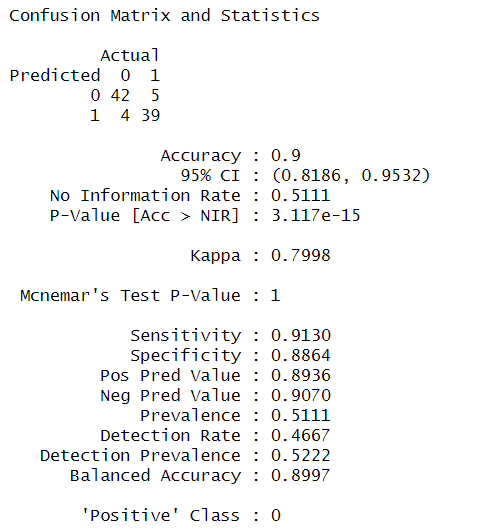 Confusion Matrix and Statistics
Actual
Predicted 0 1
0 42 5
1 4 39
Accuracy : 0.9
95% CI : (0.8186, 0.9532)
No Information Rate : 0.5111
P-Value [Acc > NIR] : 3.117e-15
Kappa : 0.7998
Mcnemar's Test P-Value : 1
Sensitivity : 0.9130
Specificity : 0.8864
Pos Pred Value : 0.8936
Neg Pred Value : 0.9070
Prevalence : 0.5111
Detection Rate : 0.4667
Detection Prevalence : 0.5222
Balanced Accuracy : 0.8997
'Positive' Class : 0